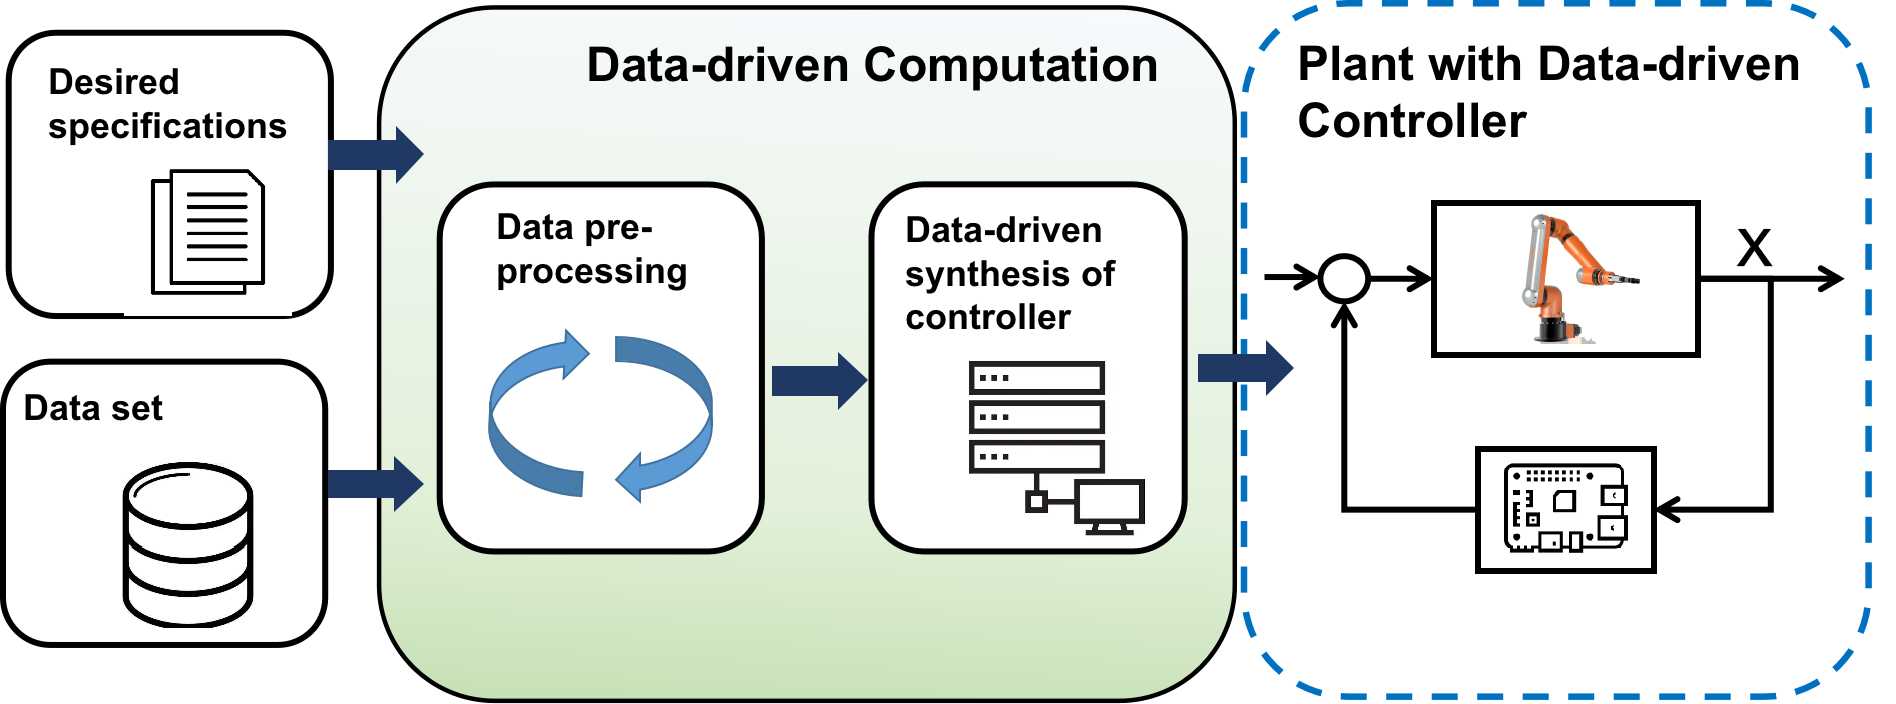 Desired
specifications
Data set
Data-driven Computation
Data pre-
processing
Data-driven
synthesis of
controller
Plant with Data-driven
Controller
X